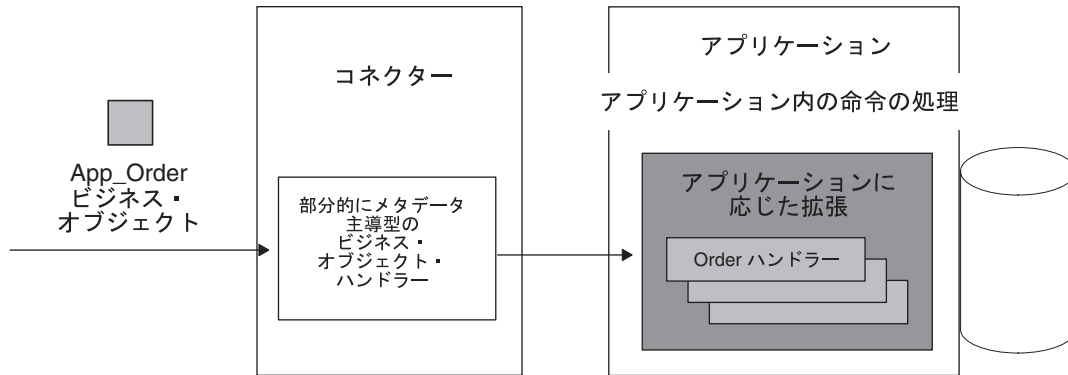 App_Order
ビジネス・
オブジェクト
コネクター
部分的にメタデータ
主導型の
ビジネス・
オブジェクト・
ハンドラー
アプリケーション
アプリケーション内の命令の処理
アプリケーションに
応じた拡張
Order ハンドラー